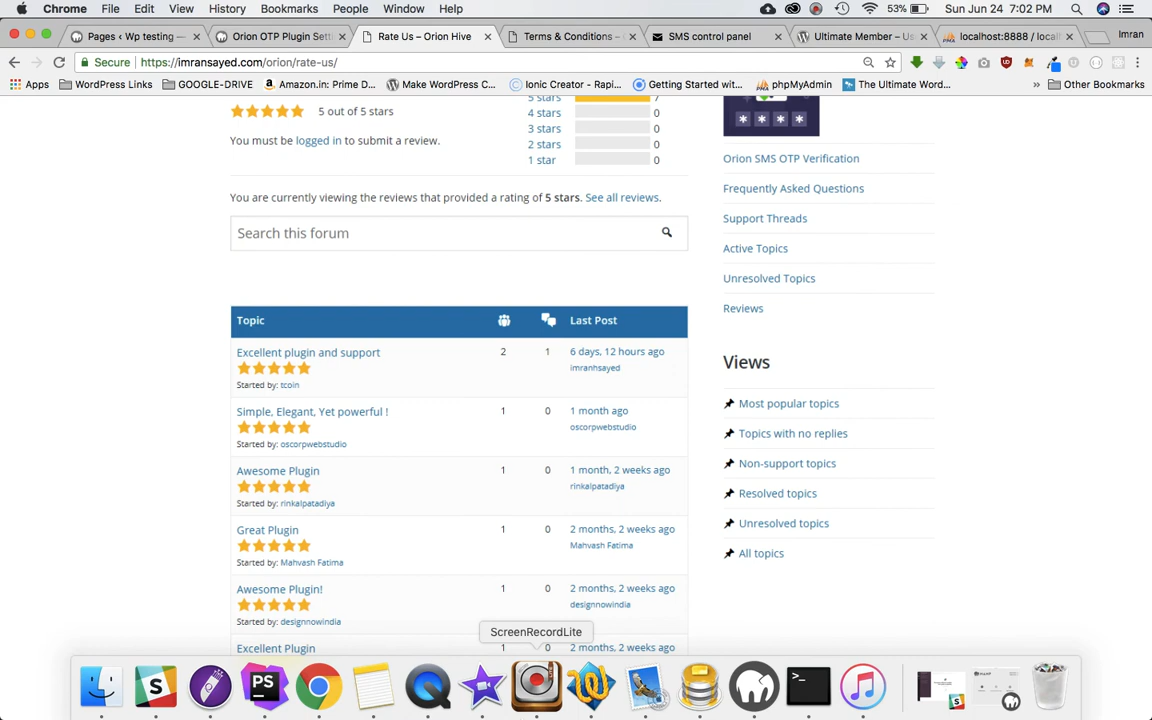 Chrome File Edit View History Bookmarks People Window Help 53% Sun Jun 24 7:02 PM
Pages ‹ Wp testing — Orion OTP Plugin Setti Rate Us – Orion Hive Terms & Conditions – SMS control panel Ultimate Member – Us localhost:8888 / local Imran
Secure https://imransayed.com/orion/rate-us/
Apps WordPress Links GOOGLE-DRIVE Amazon.in: Prime D... Make WordPress C... Ionic Creator - Rapi... Getting Started wit... phpMyAdmin The Ultimate Word... » Other Bookmarks
5 stars 7
5 out of 5 stars
4 stars 0
3 stars 0
You must be logged in to submit a review.
2 stars 0
1 star 0
* * * *
Orion SMS OTP Verification
Frequently Asked Questions
Support Threads
Active Topics
Unresolved Topics
Reviews
You are currently viewing the reviews that provided a rating of 5 stars. See all reviews.
Search this forum
Topic Last Post
Excellent plugin and support 2 1 6 days, 12 hours ago
imranhsayed
Started by: tcoin
Simple, Elegant, Yet powerful ! 1 0 1 month ago
oscorpwebstudio
Started by: oscorpwebstudio
Awesome Plugin 1 0 1 month, 2 weeks ago
rinkalpatadiya
Started by: rinkalpatadiya
Great Plugin 1 0 2 months, 2 weeks ago
Mahvash Fatima
Started by: Mahvash Fatima
Awesome Plugin! 1 0 2 months, 2 weeks ago
designnowindia
Started by: designnowindia
Excellent Plugin 1 0 2 months, 2 weeks ago
Views
Most popular topics
Topics with no replies
Non-support topics
Resolved topics
Unresolved topics
All topics
ScreenRecordLite
PS